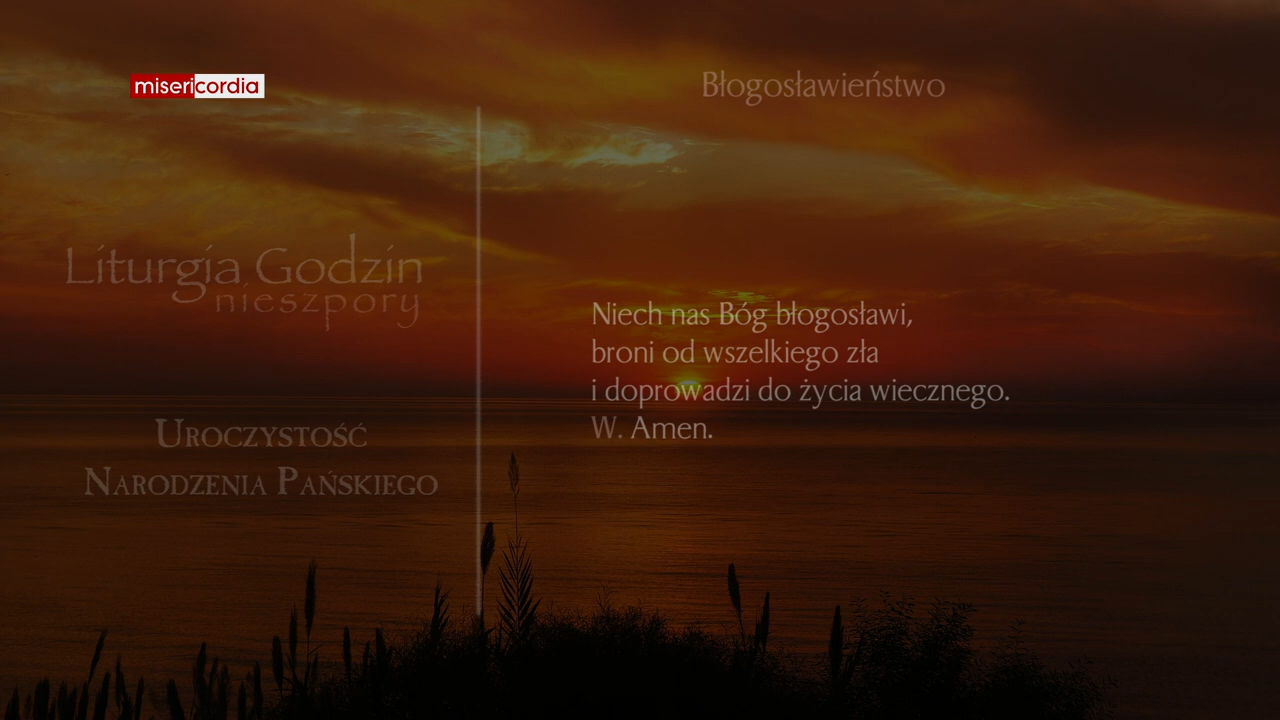 misericordia
Błogosławieństwo
Liturgia Godzin
nieszpory
Niech nas Bóg błogosławi,
broni od wszelkiego zła
i doprowadzi do życia wiecznego.
W. Amen.
Uroczystość
Narodzenia Pańskiego